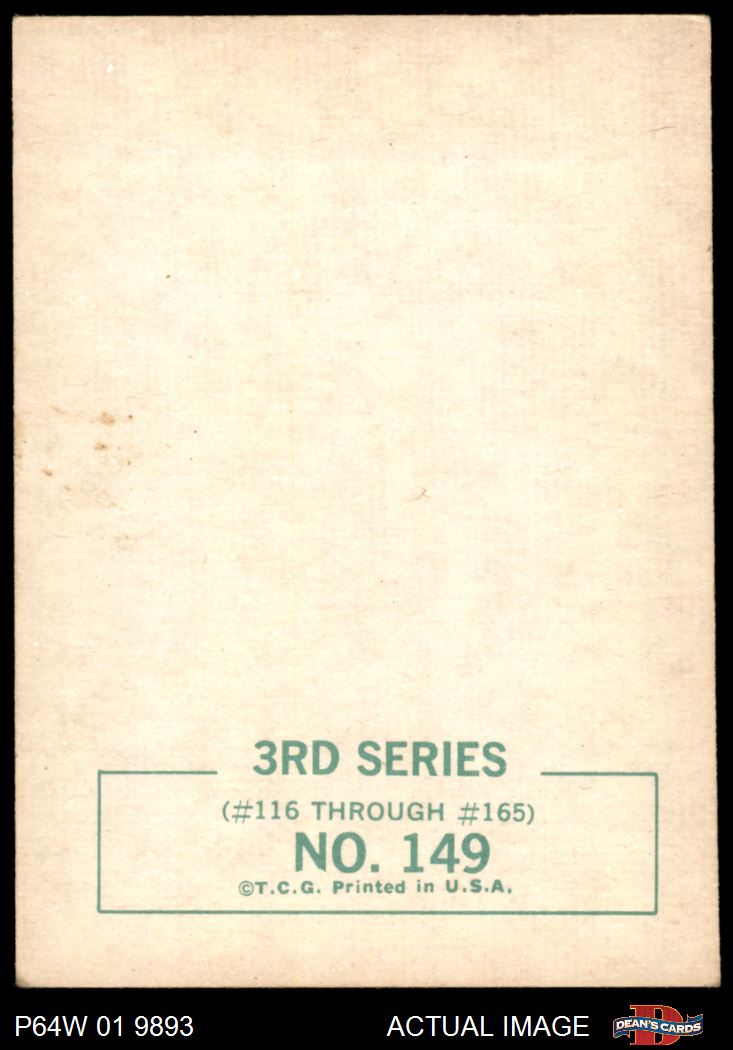 3RD SERIES
(#116 THROUGH #165)
NO. 149
©T.C.G. Printed in U.S.A.
P64W 01 9893
ACTUAL IMAGE
D
DEAN'S CARDS